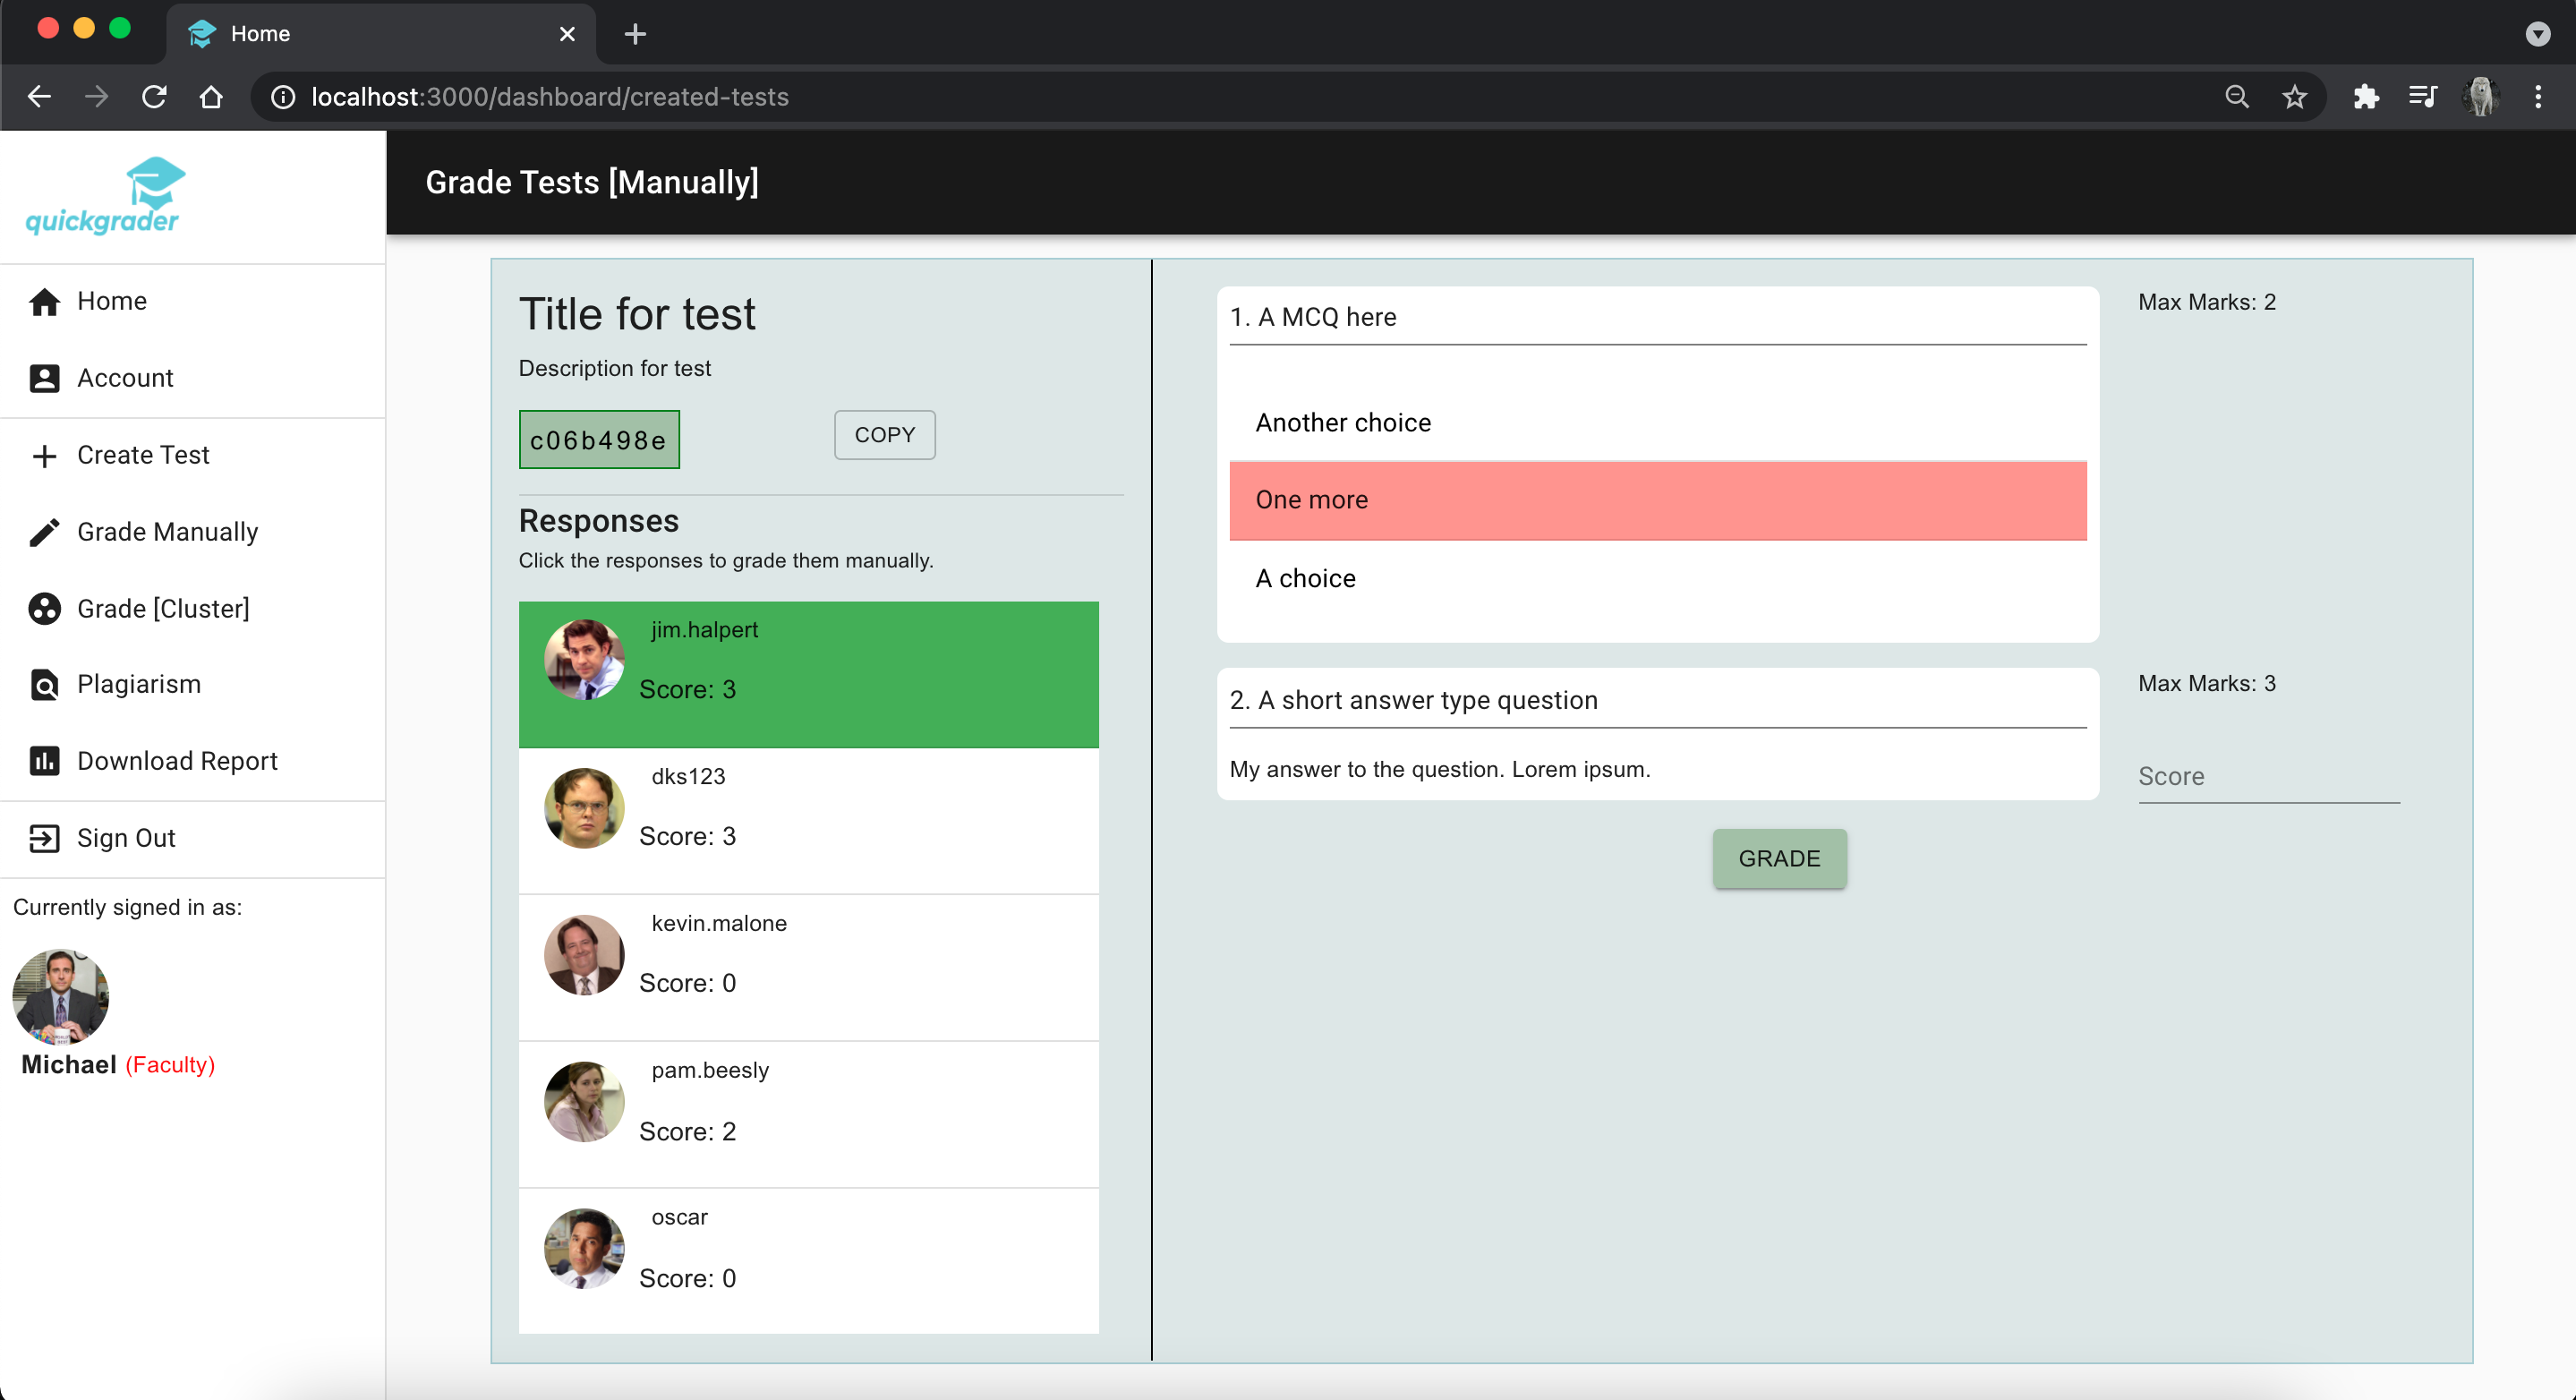 Home
localhost:3000/dashboard/created-tests
quickgrader
Grade Tests [Manually]
Home
Account
Create Test
Grade Manually
Grade [Cluster]
Plagiarism
Download Report
Sign Out
Currently signed in as:
Michael (Faculty)
Title for test
Description for test
c06b498e
COPY
Responses
Click the responses to grade them manually.
jim.halpert
Score: 3
dks123
Score: 3
kevin.malone
Score: 0
pam.beesly
Score: 2
oscar
Score: 0
1. A MCQ here
Max Marks: 2
Another choice
One more
A choice
2. A short answer type question
Max Marks: 3
My answer to the question. Lorem ipsum.
Score
GRADE